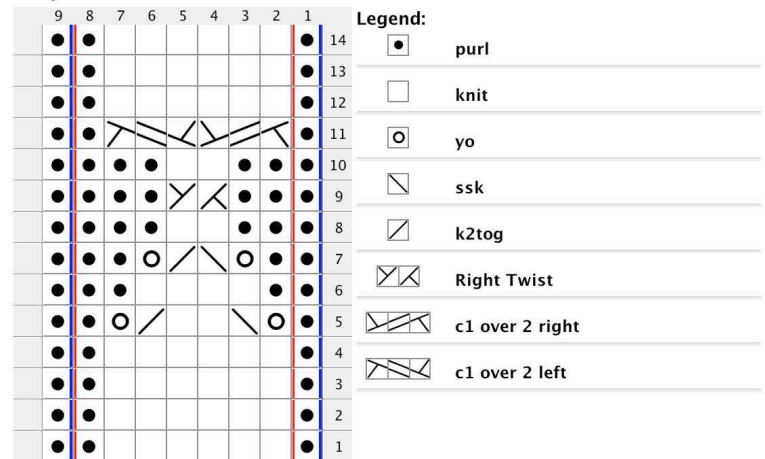 9 8 7 6 5 4 3 2 1
Legend:
14
purl
13
knit
12
11
yo
10
ssk
9
k2tog
8
7
Right Twist
6
c1 over 2 right
5
c1 over 2 left
4
3
2
1